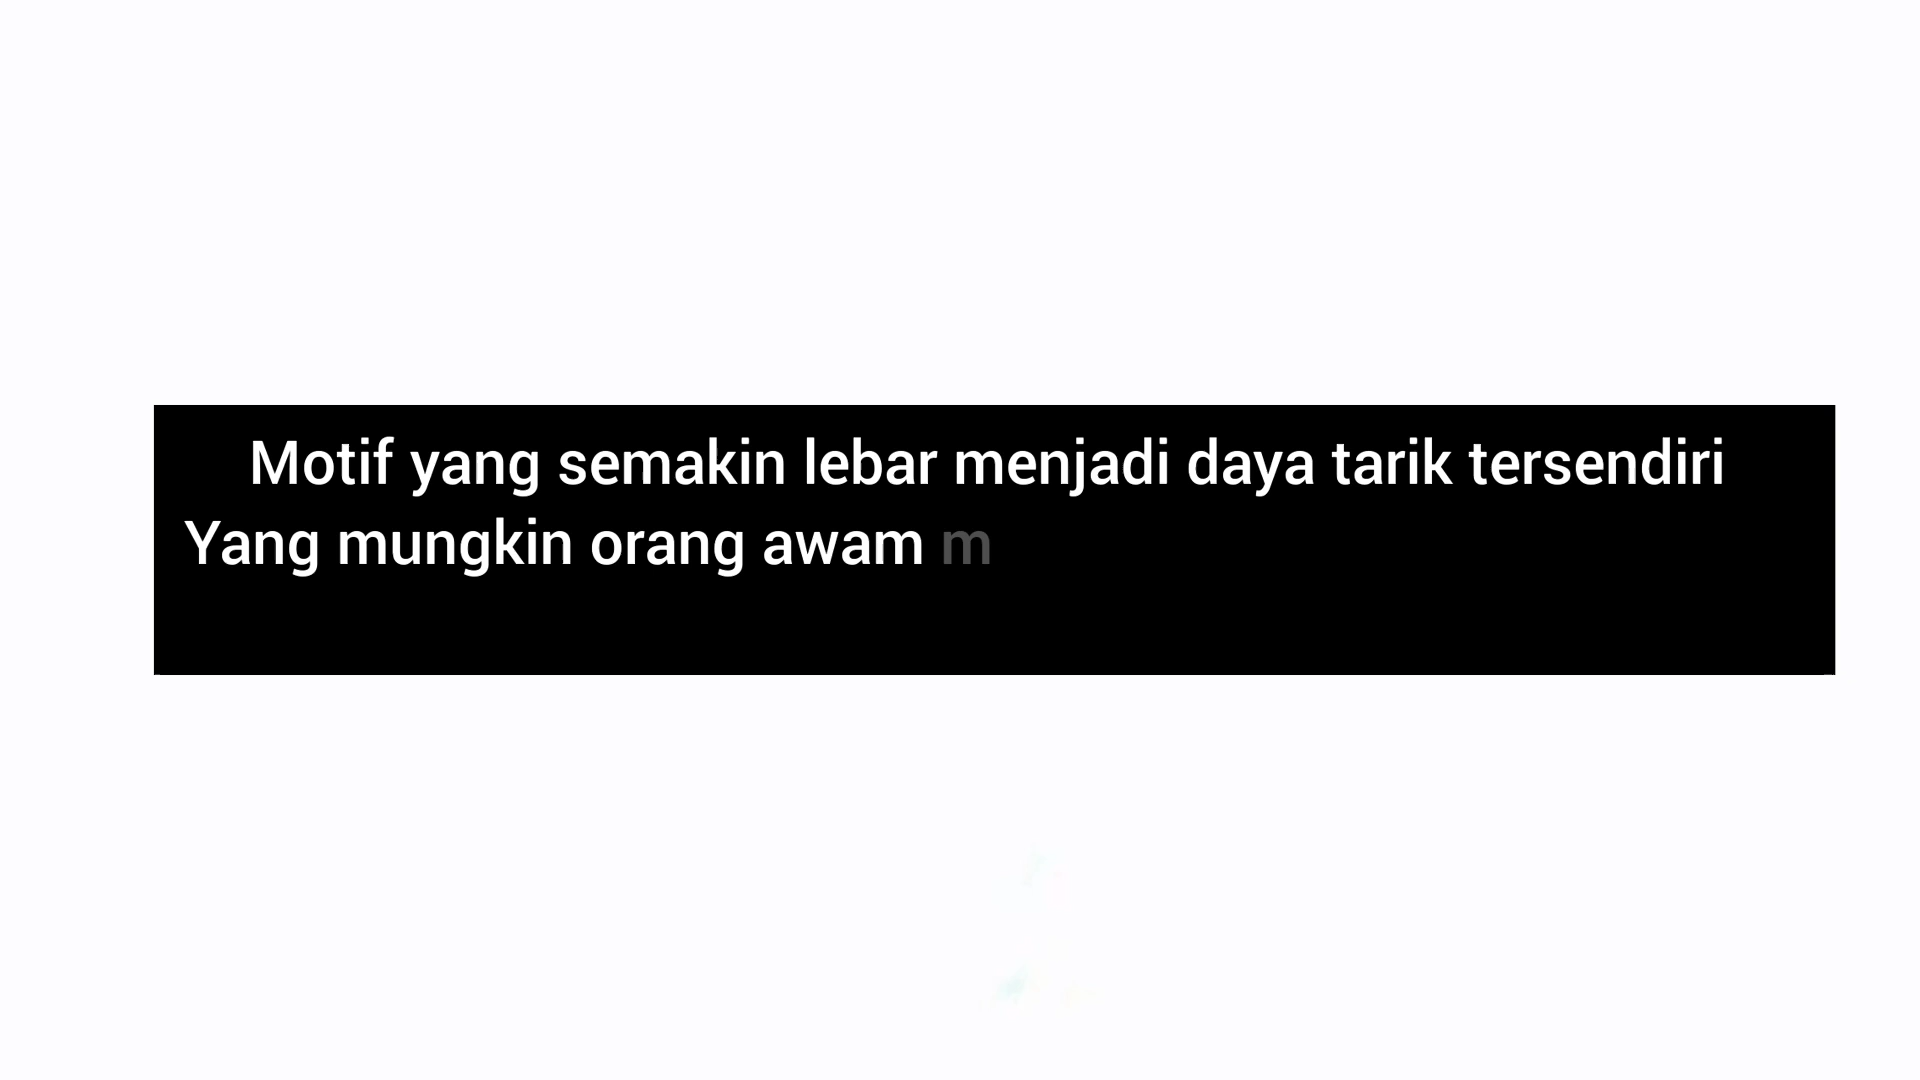 Motif yang semakin lebar menjadi daya tarik tersendiri
Yang mungkin orang awam m